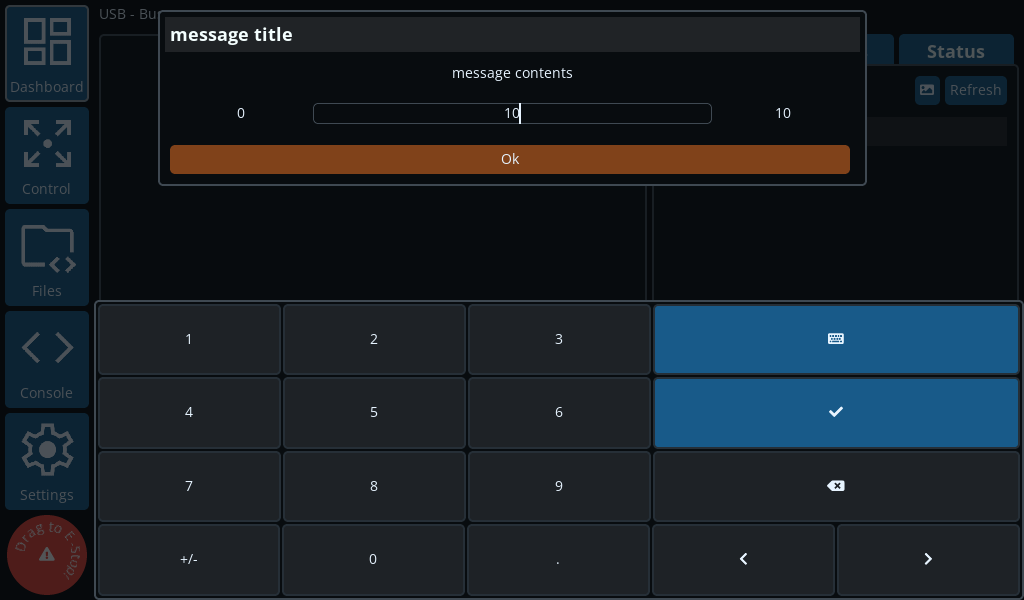 USB - Bu
message title
message contents
0
10
10
Ok
Status
Refresh
Dashboard
Control
Files
Console
Settings
Drag to E-Stop!
1
2
3
4
5
6
7
8
9
+/-
0
.